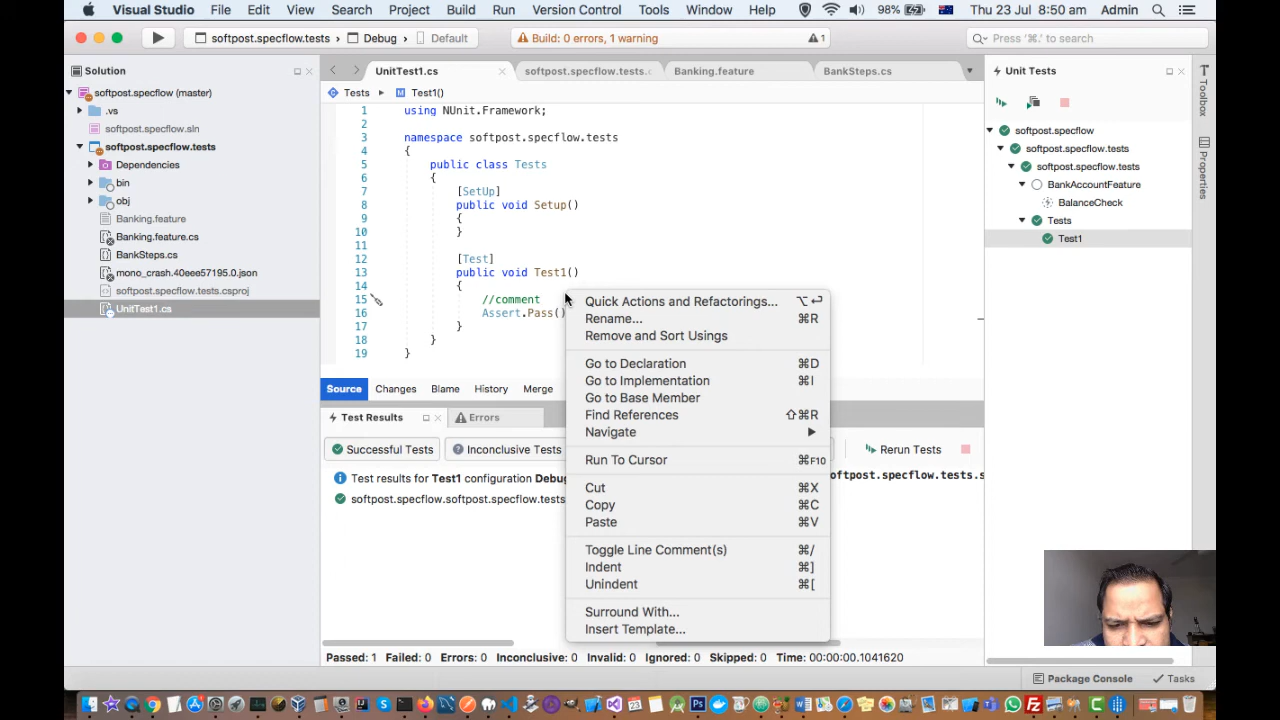 Visual Studio File Edit View Search Project Build Run Version Control Tools Window Help 98% Thu 23 Jul 8:50 am Admin
softpost.specflow.tests Debug Default Build: 0 errors, 1 warning 1 Press '⌘.' to search
Solution
UnitTest1.cs softpost.specflow.tests. Banking.feature BankSteps.cs
Unit Tests
Toolbox
Properties
softpost.specflow (master)
.vs
softpost.specflow.sln
softpost.specflow.tests
Dependencies
bin
obj
Banking.feature
Banking.feature.cs
BankSteps.cs
mono_crash.40eee57195.0.json
softpost.specflow.tests.csproj
UnitTest1.cs
Tests Test1()
1 using NUnit.Framework;
2
3 namespace softpost.specflow.tests
4 {
5 public class Tests
6 {
7 [SetUp]
8 public void Setup()
9 {
10 }
11
12 [Test]
13 public void Test1()
14 {
15 //comment
16 Assert.Pass()
17 }
18 }
19 }
Source Changes Blame History Merge
Quick Actions and Refactorings... ⌥↩
Rename... ⌘R
Remove and Sort Usings
Go to Declaration ⌘D
Go to Implementation ⌘I
Go to Base Member
Find References ⇧⌘R
Navigate
Run To Cursor ⌘F10
Cut ⌘X
Copy ⌘C
Paste ⌘V
Toggle Line Comment(s) ⌘/
Indent ⌘]
Unindent ⌘[
Surround With...
Insert Template...
softpost.specflow
softpost.specflow.tests
softpost.specflow.tests
BankAccountFeature
BalanceCheck
Tests
Test1
Test Results Errors
Successful Tests Inconclusive Tests Rerun Tests
Test results for Test1 configuration Deb
softpost.specflow.softpost.specflow.tests
oftpost.specflow.tests.s
Passed: 1 Failed: 0 Errors: 0 Inconclusive: 0 Invalid: 0 Ignored: 0 Skipped: 0 Time: 00:00:00.1041620
Package Console Tasks